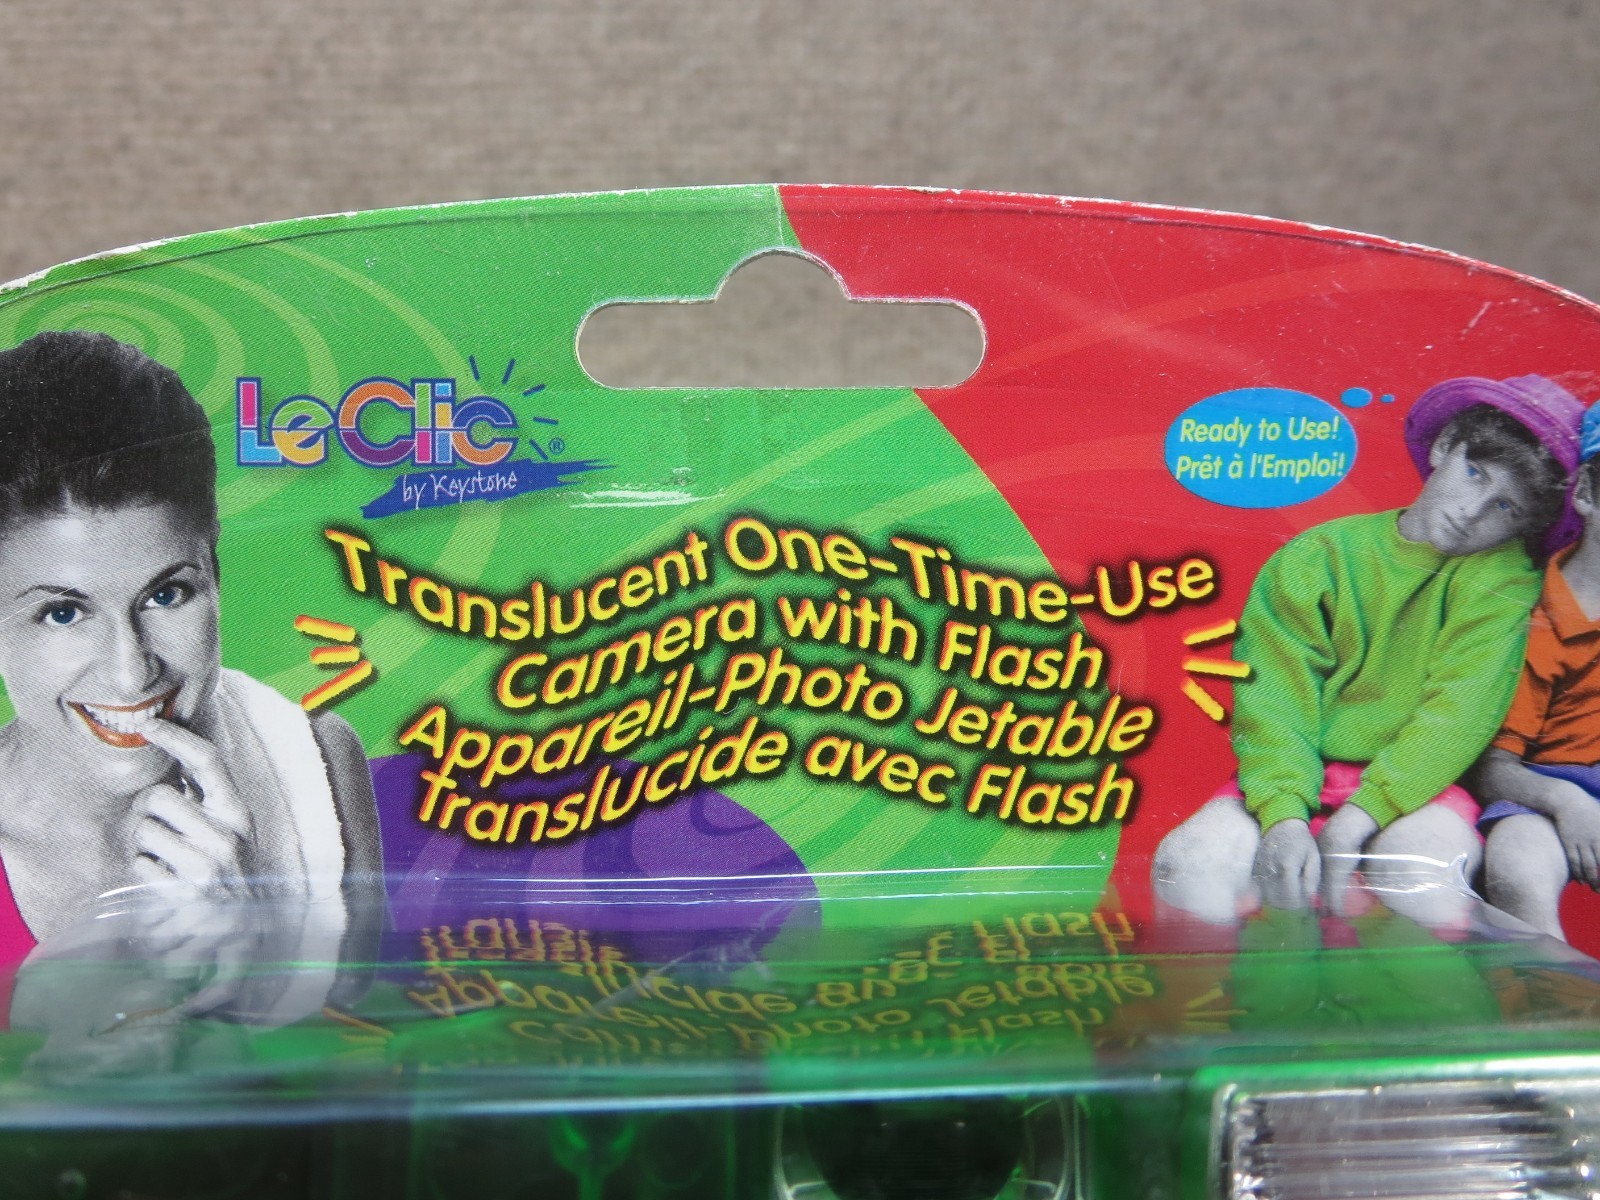 LeClic®
by Keystone
Ready to Use!
Prêt à l'Emploi!
Translucent One-Time-Use
Camera with Flash
Appareil-Photo Jetable
Translucide avec Flash